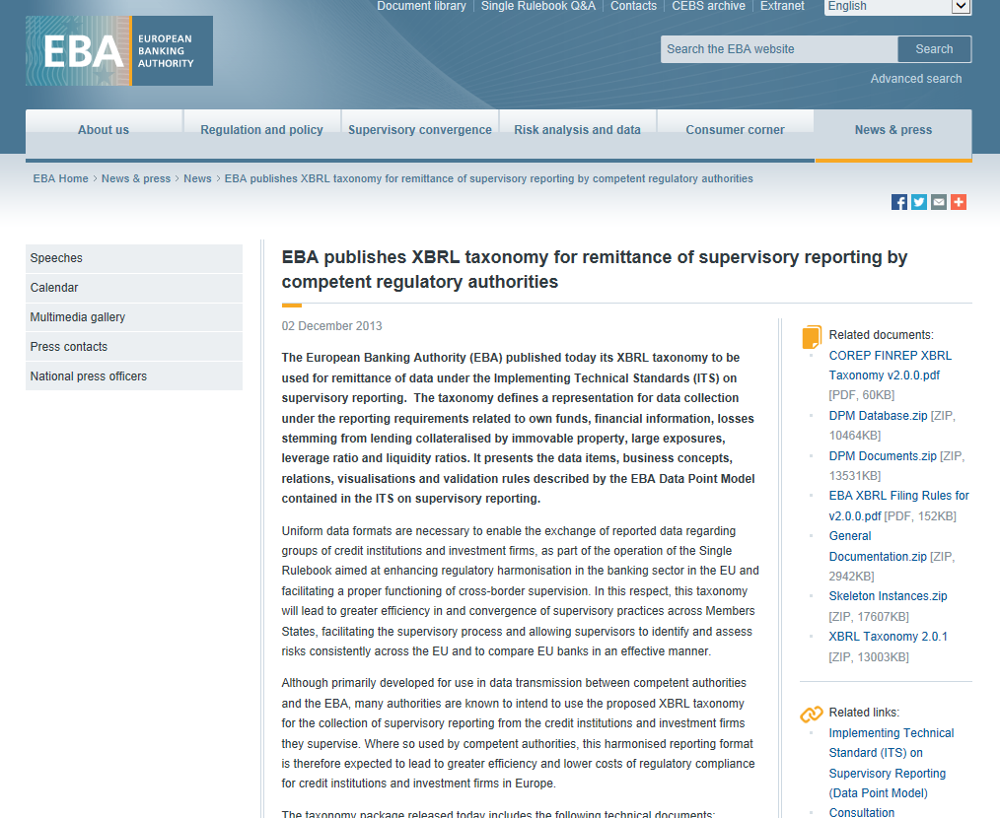 Document library Single Rulebook Q&A Contacts CEBS archive Extranet English
EBA EUROPEAN
BANKING
AUTHORITY
Search the EBA website Search
Advanced search
About us Regulation and policy Supervisory convergence Risk analysis and data Consumer corner News & press
EBA Home > News & press > News > EBA publishes XBRL taxonomy for remittance of supervisory reporting by competent regulatory authorities
Speeches
Calendar
Multimedia gallery
Press contacts
National press officers
EBA publishes XBRL taxonomy for remittance of supervisory reporting by
competent regulatory authorities
02 December 2013
The European Banking Authority (EBA) published today its XBRL taxonomy to be
used for remittance of data under the Implementing Technical Standards (ITS) on
supervisory reporting. The taxonomy defines a representation for data collection
under the reporting requirements related to own funds, financial information, losses
stemming from lending collateralised by immovable property, large exposures,
leverage ratio and liquidity ratios. It presents the data items, business concepts,
relations, visualisations and validation rules described by the EBA Data Point Model
contained in the ITS on supervisory reporting.
Uniform data formats are necessary to enable the exchange of reported data regarding
groups of credit institutions and investment firms, as part of the operation of the Single
Rulebook aimed at enhancing regulatory harmonisation in the banking sector in the EU and
facilitating a proper functioning of cross-border supervision. In this respect, this taxonomy
will lead to greater efficiency in and convergence of supervisory practices across Members
States, facilitating the supervisory process and allowing supervisors to identify and assess
risks consistently across the EU and to compare EU banks in an effective manner.
Although primarily developed for use in data transmission between competent authorities
and the EBA, many authorities are known to intend to use the proposed XBRL taxonomy
for the collection of supervisory reporting from the credit institutions and investment firms
they supervise. Where so used by competent authorities, this harmonised reporting format
is therefore expected to lead to greater efficiency and lower costs of regulatory compliance
for credit institutions and investment firms in Europe.
The taxonomy package released today includes the following technical documents:
Related documents:
COREP FINREP XBRL
Taxonomy v2.0.0.pdf
[PDF, 60KB]
DPM Database.zip [ZIP,
10464KB]
DPM Documents.zip [ZIP,
13531KB]
EBA XBRL Filing Rules for
v2.0.0.pdf [PDF, 152KB]
General
Documentation.zip [ZIP,
2942KB]
Skeleton Instances.zip
[ZIP, 17607KB]
XBRL Taxonomy 2.0.1
[ZIP, 13003KB]
Related links:
Implementing Technical
Standard (ITS) on
Supervisory Reporting
(Data Point Model)
Consultation